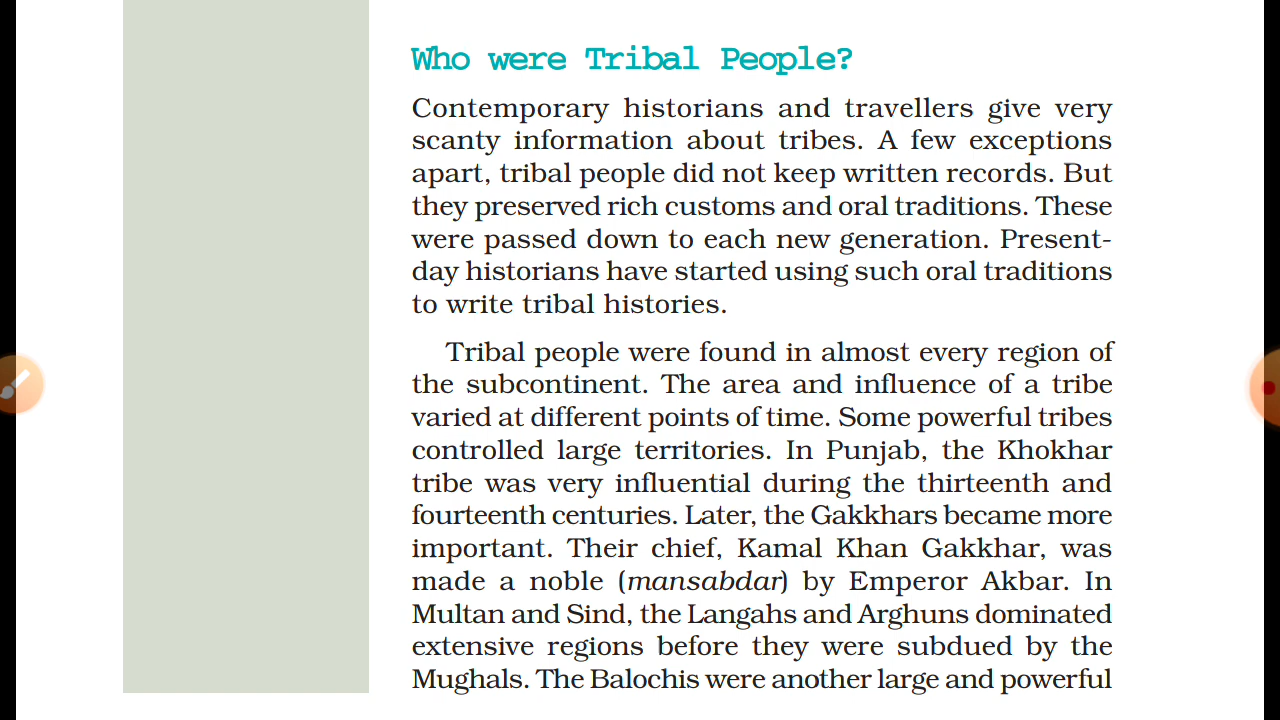 Who were Tribal People?
Contemporary historians and travellers give very
scanty information about tribes. A few exceptions
apart, tribal people did not keep written records. But
they preserved rich customs and oral traditions. These
were passed down to each new generation. Present-
day historians have started using such oral traditions
to write tribal histories.
Tribal people were found in almost every region of
the subcontinent. The area and influence of a tribe
varied at different points of time. Some powerful tribes
controlled large territories. In Punjab, the Khokhar
tribe was very influential during the thirteenth and
fourteenth centuries. Later, the Gakkhars became more
important. Their chief, Kamal Khan Gakkhar, was
made a noble (mansabdar) by Emperor Akbar. In
Multan and Sind, the Langahs and Arghuns dominated
extensive regions before they were subdued by the
Mughals. The Balochis were another large and powerful